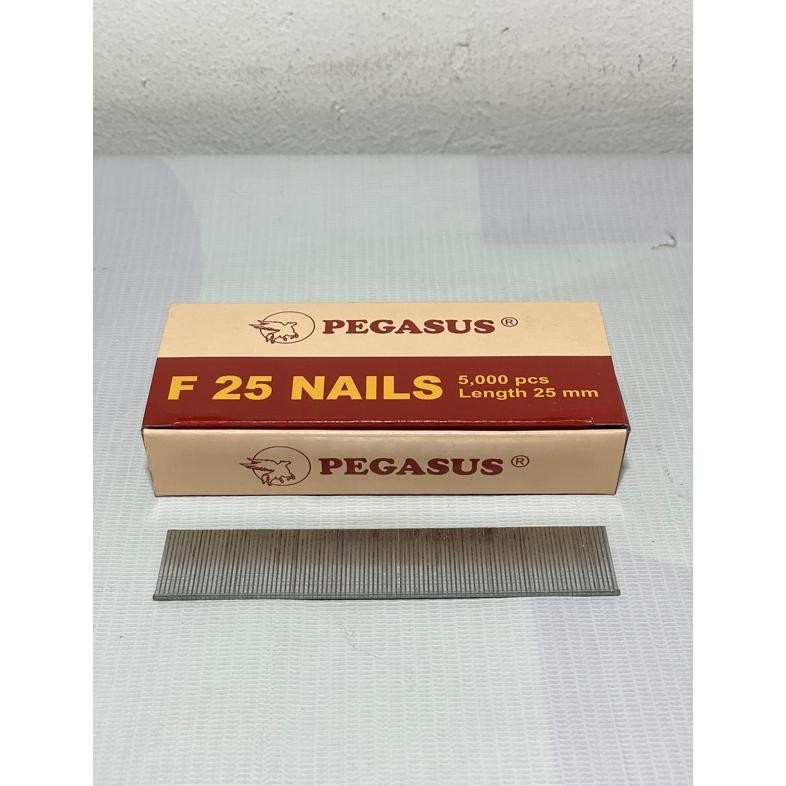 PEGASUS ®
F 25 NAILS
5,000 pcs
Length 25 mm
PEGASUS ®